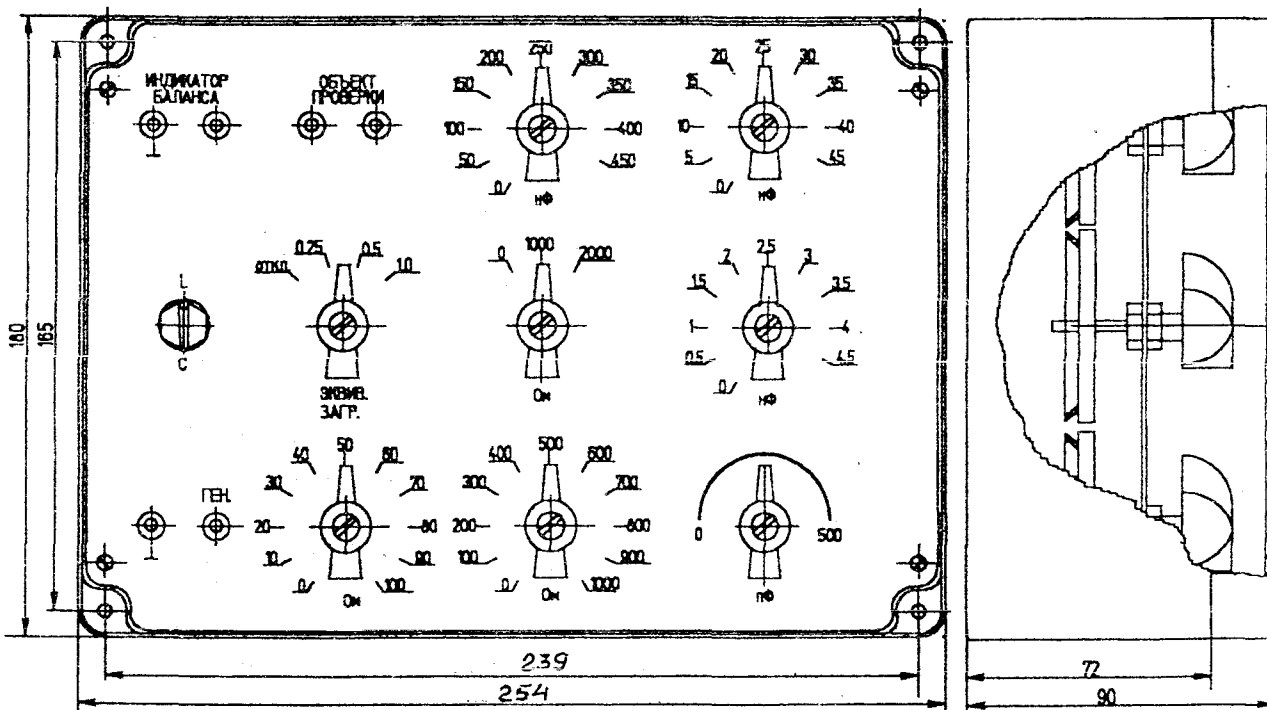 ИНДИКАТОР
БАЛАНСА
ОБЪЕКТ
ПРОВЕРКИ
0 50 100 150 200 250 300 350 400 450
нФ
0 5 10 15 20 25 30 35 40 45
нФ
L
C
ОТКЛ. 0.25 0.5 1.0
ЭКВИВ.
ЗАГР.
0 1000 2000
Ом
0 0.5 1 1.5 2 2.5 3 3.5 4 4.5
нФ
ГЕН.
0 10 20 30 40 50 60 70 80 90 100
Ом
0 100 200 300 400 500 600 700 800 900 1000
Ом
0 500
пФ
180
165
239
254
72
90